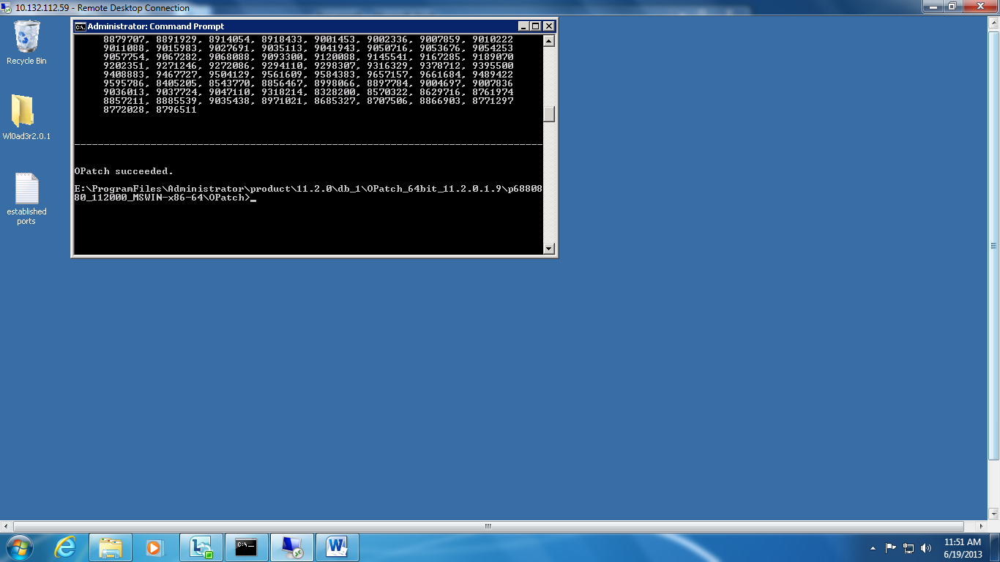 10.132.112.59 - Remote Desktop Connection
Recycle Bin
Wl0ad3r2.0.1
established
ports
Administrator: Command Prompt
8879707, 8891929, 8914054, 8918433, 9001453, 9002336, 9007859, 9010222
9011088, 9015983, 9027691, 9035113, 9041943, 9050716, 9053676, 9054253
9057754, 9067282, 9068088, 9093300, 9120088, 9145541, 9167285, 9189070
9202351, 9271246, 9272086, 9294110, 9298307, 9316329, 9378712, 9395500
9408883, 9467727, 9504129, 9561609, 9584383, 9657157, 9661684, 9489422
9595786, 8405205, 8543770, 8856467, 8998066, 8897784, 9004697, 9007836
9036013, 9037724, 9047110, 9318214, 8328200, 8570322, 8629716, 8761974
8857211, 8885539, 9035438, 8971021, 8685327, 8707506, 8866903, 8771297
8772028, 8796511
--------------------------------------------------------------------------------
OPatch succeeded.
E:\ProgramFiles\Administrator\product\11.2.0\db_1\OPatch_64bit_11.2.0.1.9\p68808
80_112000_MSWIN-x86-64\OPatch>_
11:51 AM
6/19/2013